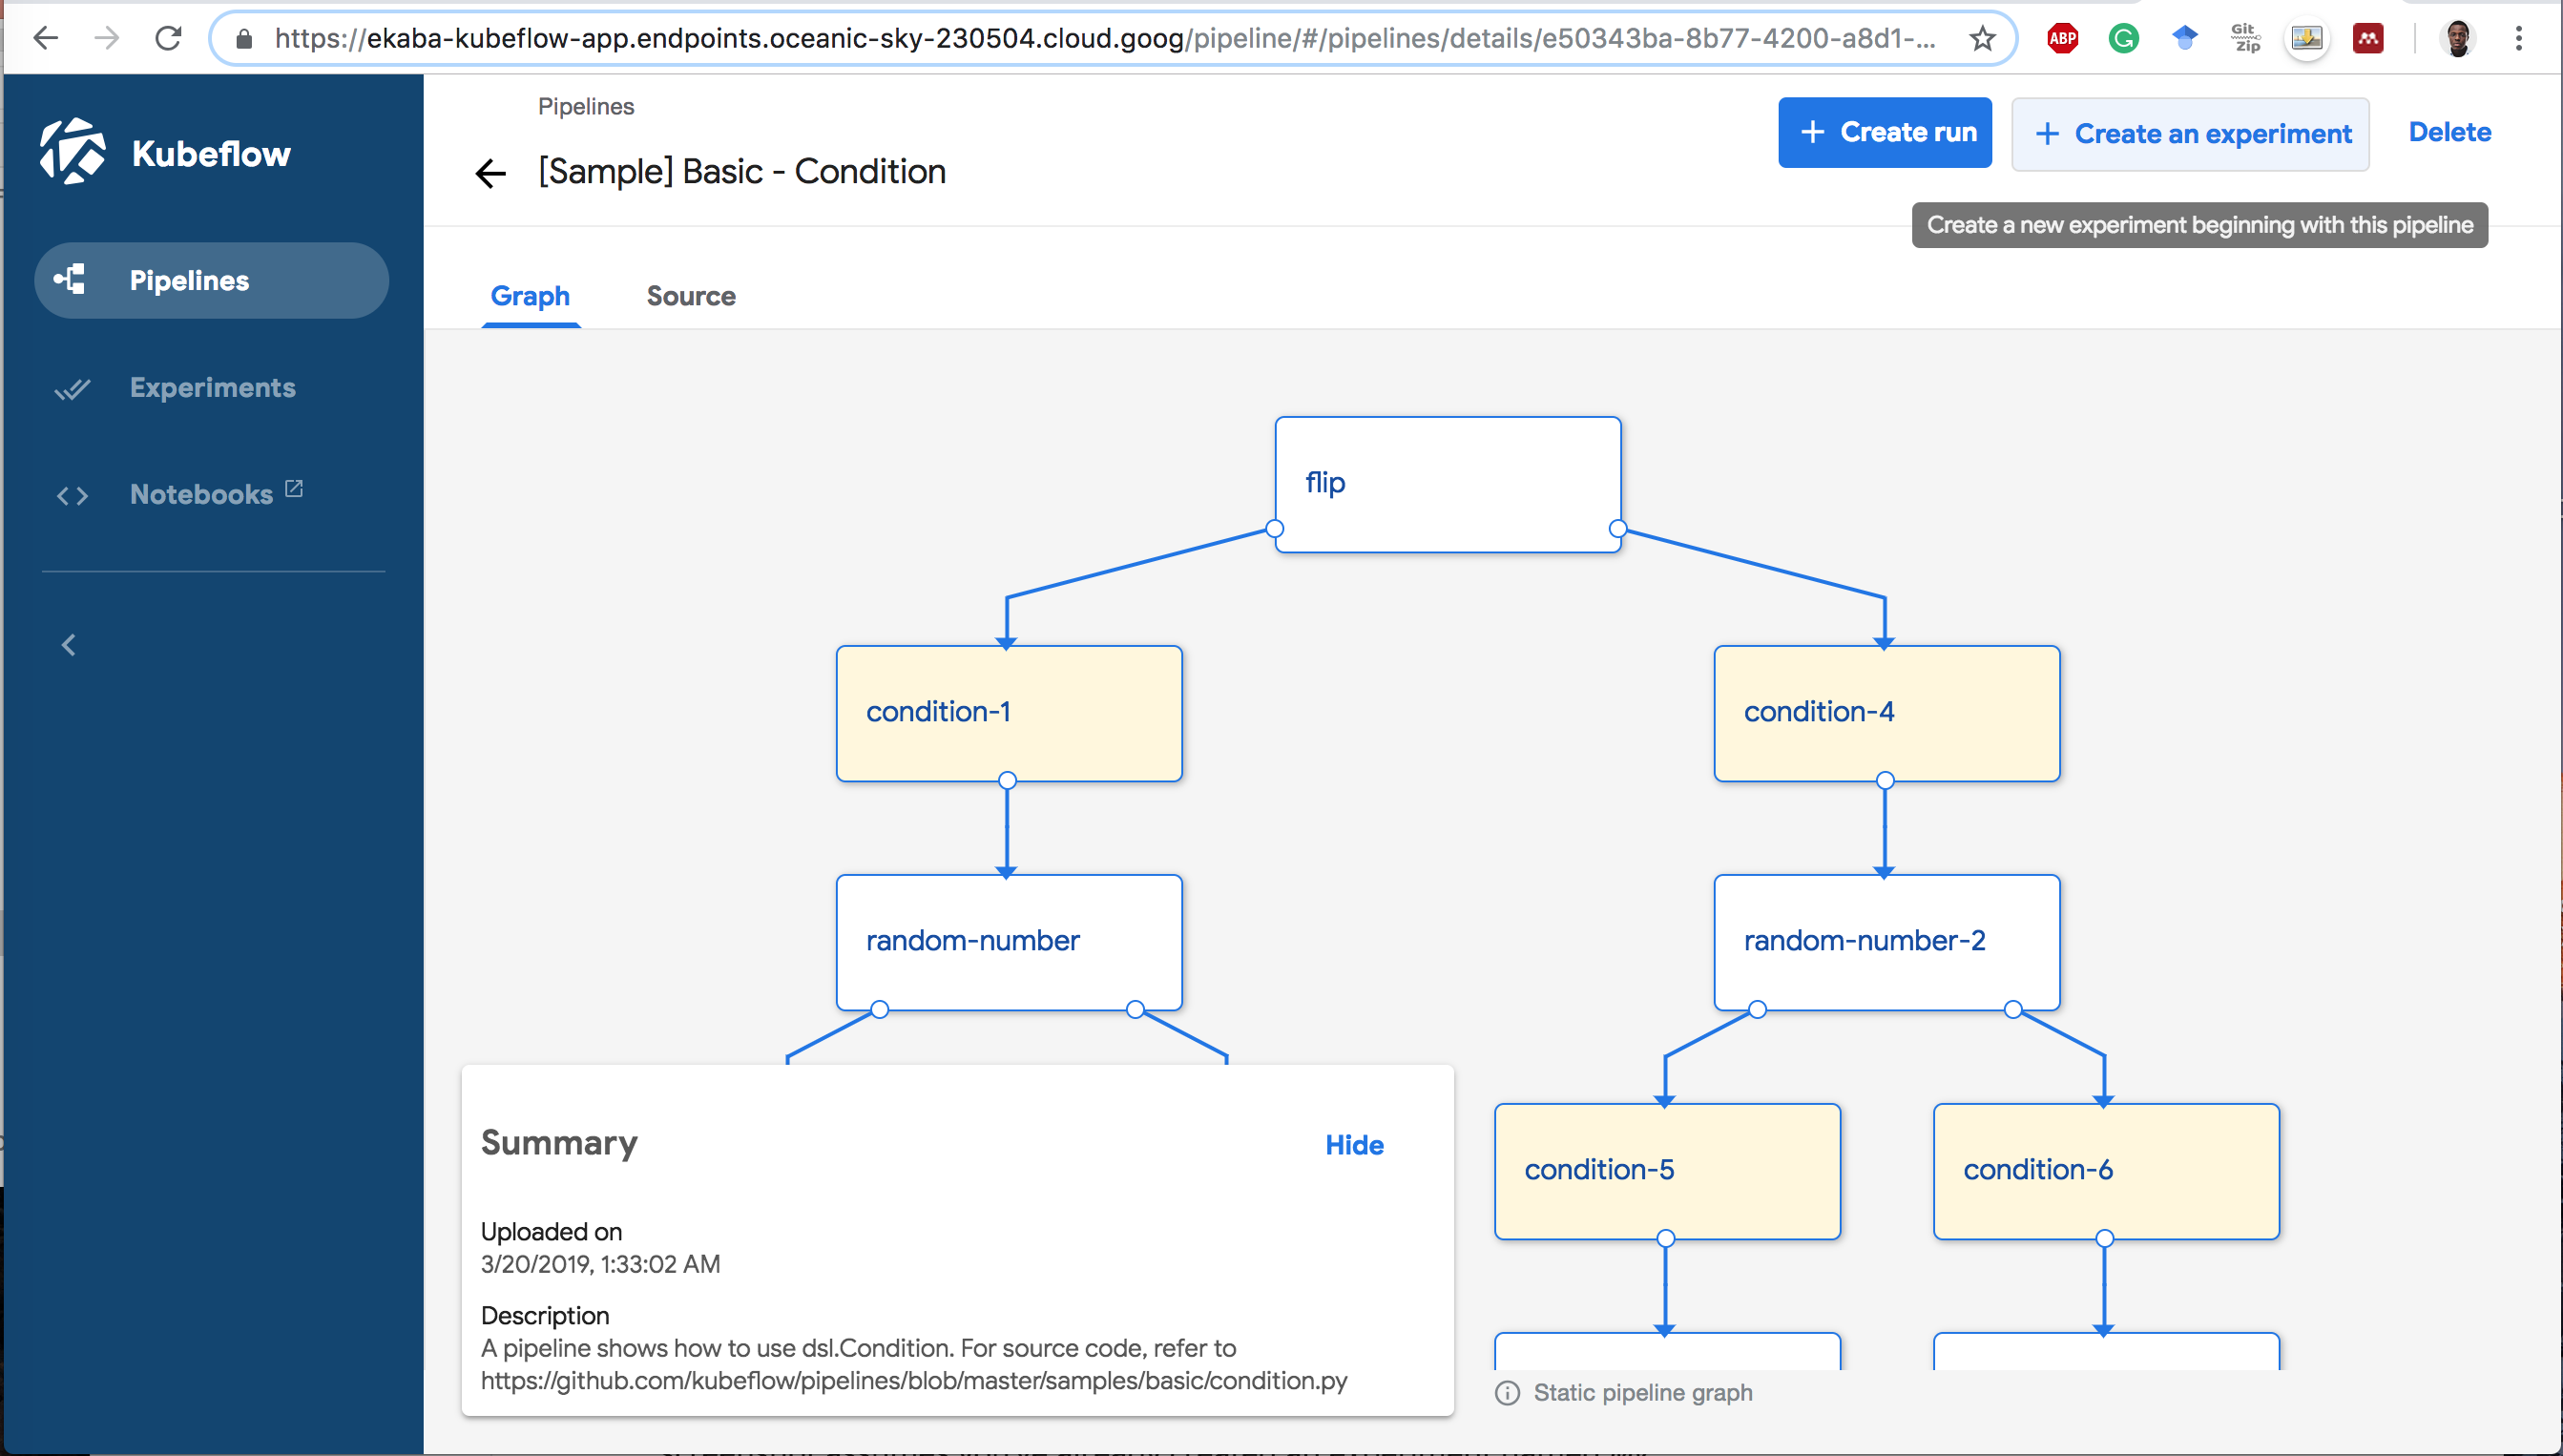 https://ekaba-kubeflow-app.endpoints.oceanic-sky-230504.cloud.goog/pipeline/#/pipelines/details/e50343ba-8b77-4200-a8d1-...
ABP
G
Git
Zip
Kubeflow
Pipelines
Experiments
Notebooks
Pipelines
[Sample] Basic - Condition
+ Create run
+ Create an experiment
Delete
Create a new experiment beginning with this pipeline
Graph
Source
flip
condition-1
condition-4
random-number
random-number-2
condition-5
condition-6
Summary
Hide
Uploaded on
3/20/2019, 1:33:02 AM
Description
A pipeline shows how to use dsl.Condition. For source code, refer to
https://github.com/kubeflow/pipelines/blob/master/samples/basic/condition.py
Static pipeline graph